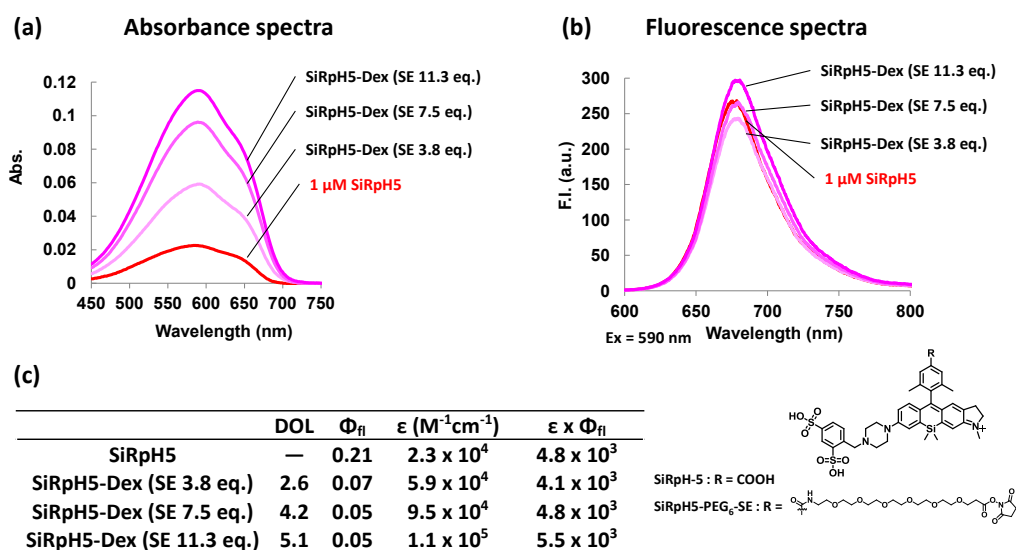 (a) Absorbance spectra
Abs.
0.12
0.1
0.08
0.06
0.04
0.02
0
450 500 550 600 650 700 750
Wavelength (nm)
SiRpH5-Dex (SE 11.3 eq.)
SiRpH5-Dex (SE 7.5 eq.)
SiRpH5-Dex (SE 3.8 eq.)
1 µM SiRpH5
(b) Fluorescence spectra
F.I. (a.u.)
300
250
200
150
100
50
0
600 650 700 750 800
Wavelength (nm)
Ex = 590 nm
SiRpH5-Dex (SE 11.3 eq.)
SiRpH5-Dex (SE 7.5 eq.)
SiRpH5-Dex (SE 3.8 eq.)
1 µM SiRpH5
(c)
DOL Φfl ε (M⁻¹cm⁻¹) ε x Φfl
SiRpH5 — 0.21 2.3 x 10⁴ 4.8 x 10³
SiRpH5-Dex (SE 3.8 eq.) 2.6 0.07 5.9 x 10⁴ 4.1 x 10³
SiRpH5-Dex (SE 7.5 eq.) 4.2 0.05 9.5 x 10⁴ 4.8 x 10³
SiRpH5-Dex (SE 11.3 eq.) 5.1 0.05 1.1 x 10⁵ 5.5 x 10³
R
HO
O
S
O
N
N
Si
N
+
O=S=O
OH
SiRpH-5 : R = COOH
SiRpH5-PEG₆-SE : R =
O
H
N
O
O
O
O
O
O
O
O
N
O
O